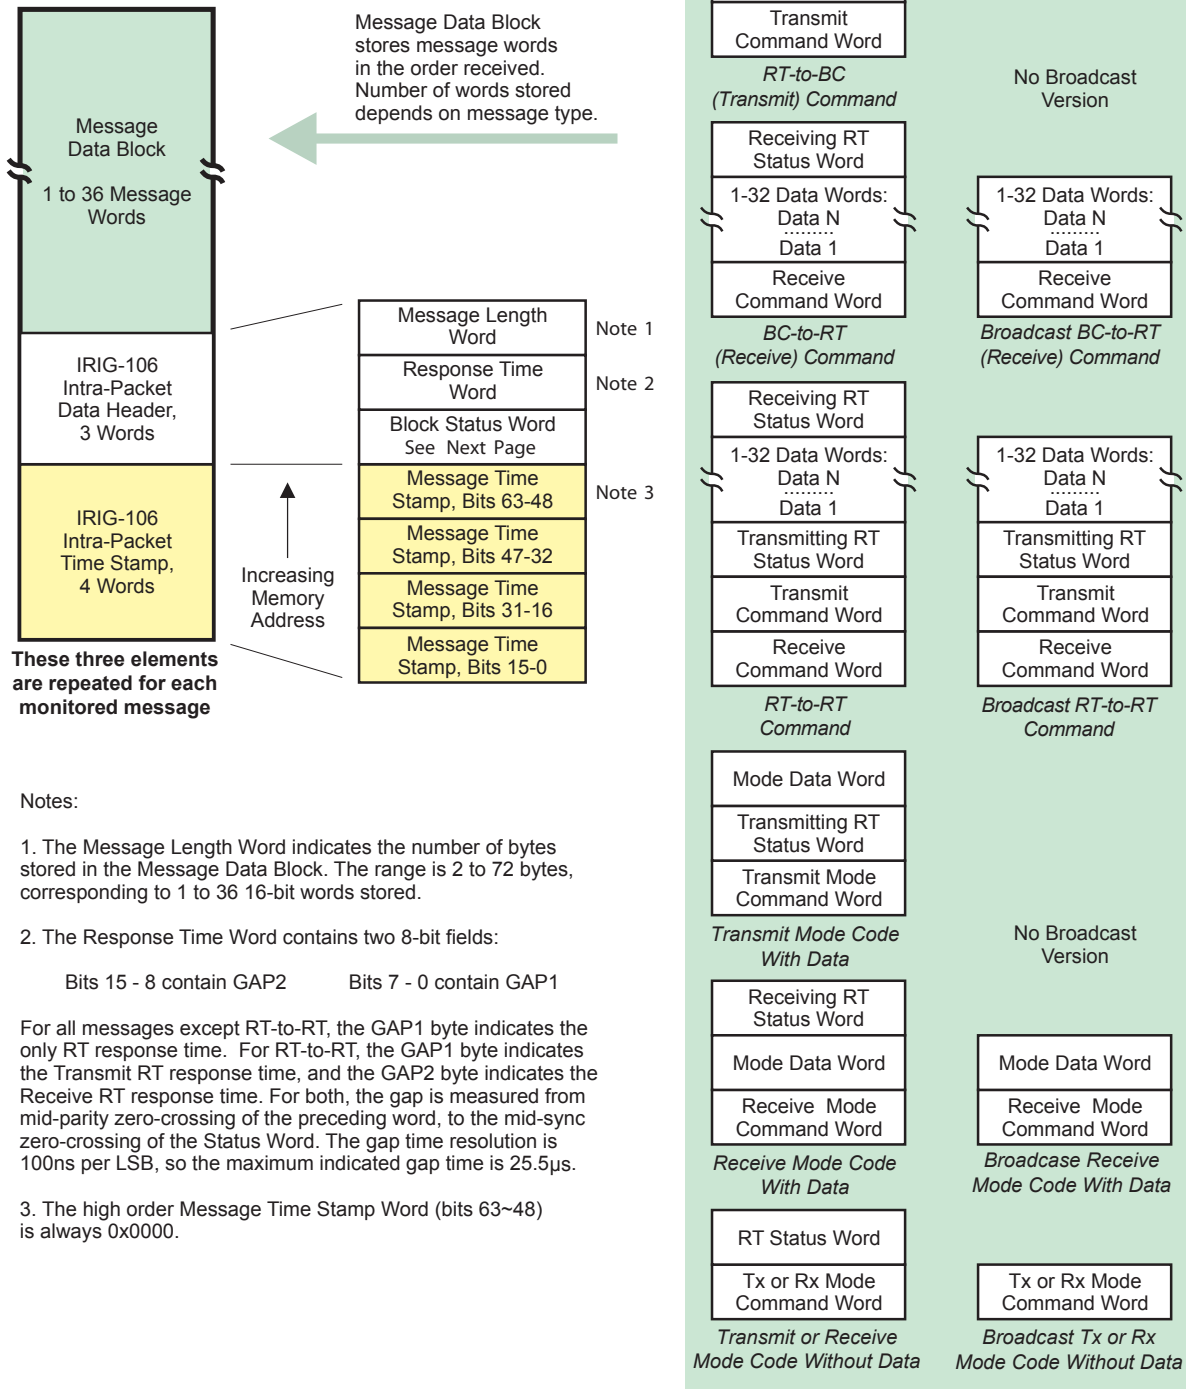 Message
Data Block
1 to 36 Message
Words
IRIG-106
Intra-Packet
Data Header,
3 Words
IRIG-106
Intra-Packet
Time Stamp,
4 Words
These three elements
are repeated for each
monitored message
Message Data Block
stores message words
in the order received.
Number of words stored
depends on message type.
Message Length
Word
Note 1
Response Time
Word
Note 2
Block Status Word
See Next Page
Message Time
Stamp, Bits 63-48
Note 3
Message Time
Stamp, Bits 47-32
Message Time
Stamp, Bits 31-16
Message Time
Stamp, Bits 15-0
Increasing
Memory
Address
Notes:
1. The Message Length Word indicates the number of bytes
stored in the Message Data Block. The range is 2 to 72 bytes,
corresponding to 1 to 36 16-bit words stored.
2. The Response Time Word contains two 8-bit fields:
Bits 15 - 8 contain GAP2 Bits 7 - 0 contain GAP1
For all messages except RT-to-RT, the GAP1 byte indicates the
only RT response time. For RT-to-RT, the GAP1 byte indicates
the Transmit RT response time, and the GAP2 byte indicates the
Receive RT response time. For both, the gap is measured from
mid-parity zero-crossing of the preceding word, to the mid-sync
zero-crossing of the Status Word. The gap time resolution is
100ns per LSB, so the maximum indicated gap time is 25.5µs.
3. The high order Message Time Stamp Word (bits 63~48)
is always 0x0000.
Transmit
Command Word
RT-to-BC
(Transmit) Command
No Broadcast
Version
Receiving RT
Status Word
1-32 Data Words:
Data N
.........
Data 1
Receive
Command Word
BC-to-RT
(Receive) Command
1-32 Data Words:
Data N
.........
Data 1
Receive
Command Word
Broadcast BC-to-RT
(Receive) Command
Receiving RT
Status Word
1-32 Data Words:
Data N
.........
Data 1
Transmitting RT
Status Word
Transmit
Command Word
Receive
Command Word
RT-to-RT
Command
1-32 Data Words:
Data N
.........
Data 1
Transmitting RT
Status Word
Transmit
Command Word
Receive
Command Word
Broadcast RT-to-RT
Command
Mode Data Word
Transmitting RT
Status Word
Transmit Mode
Command Word
Transmit Mode Code
With Data
No Broadcast
Version
Receiving RT
Status Word
Mode Data Word
Receive Mode
Command Word
Receive Mode Code
With Data
Mode Data Word
Receive Mode
Command Word
Broadcase Receive
Mode Code With Data
RT Status Word
Tx or Rx Mode
Command Word
Transmit or Receive
Mode Code Without Data
Tx or Rx Mode
Command Word
Broadcast Tx or Rx
Mode Code Without Data